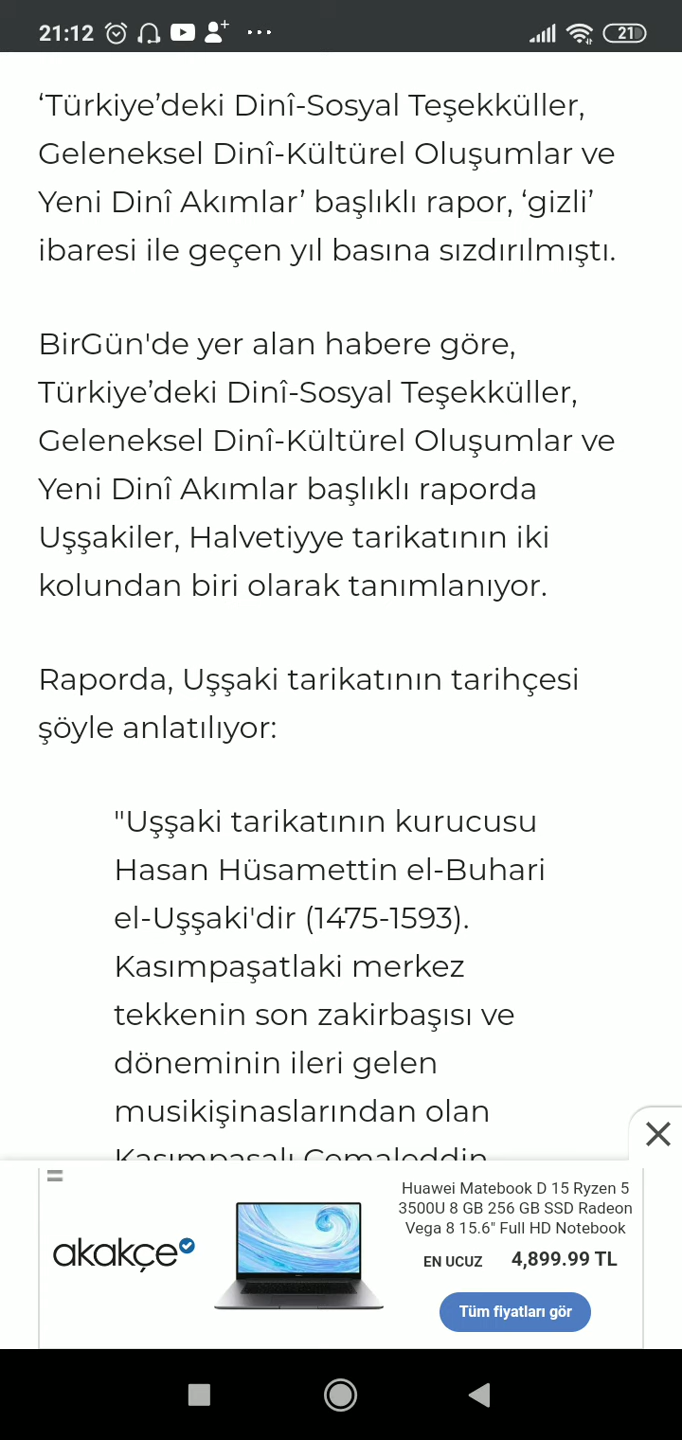 21:12
21
‘Türkiye’deki Dinî-Sosyal Teşekküller,
Geleneksel Dinî-Kültürel Oluşumlar ve
Yeni Dinî Akımlar’ başlıklı rapor, ‘gizli’
ibaresi ile geçen yıl basına sızdırılmıştı.
BirGün'de yer alan habere göre,
Türkiye’deki Dinî-Sosyal Teşekküller,
Geleneksel Dinî-Kültürel Oluşumlar ve
Yeni Dinî Akımlar başlıklı raporda
Uşşakiler, Halvetiyye tarikatının iki
kolundan biri olarak tanımlanıyor.
Raporda, Uşşaki tarikatının tarihçesi
şöyle anlatılıyor:
"Uşşaki tarikatının kurucusu
Hasan Hüsamettin el-Buhari
el-Uşşaki'dir (1475-1593).
Kasımpaşatlaki merkez
tekkenin son zakirbaşısı ve
döneminin ileri gelen
musikişinaslarından olan
Kasımpaşalı Cemaleddin
akakçe
Huawei Matebook D 15 Ryzen 5
3500U 8 GB 256 GB SSD Radeon
Vega 8 15.6" Full HD Notebook
EN UCUZ 4,899.99 TL
Tüm fiyatları gör